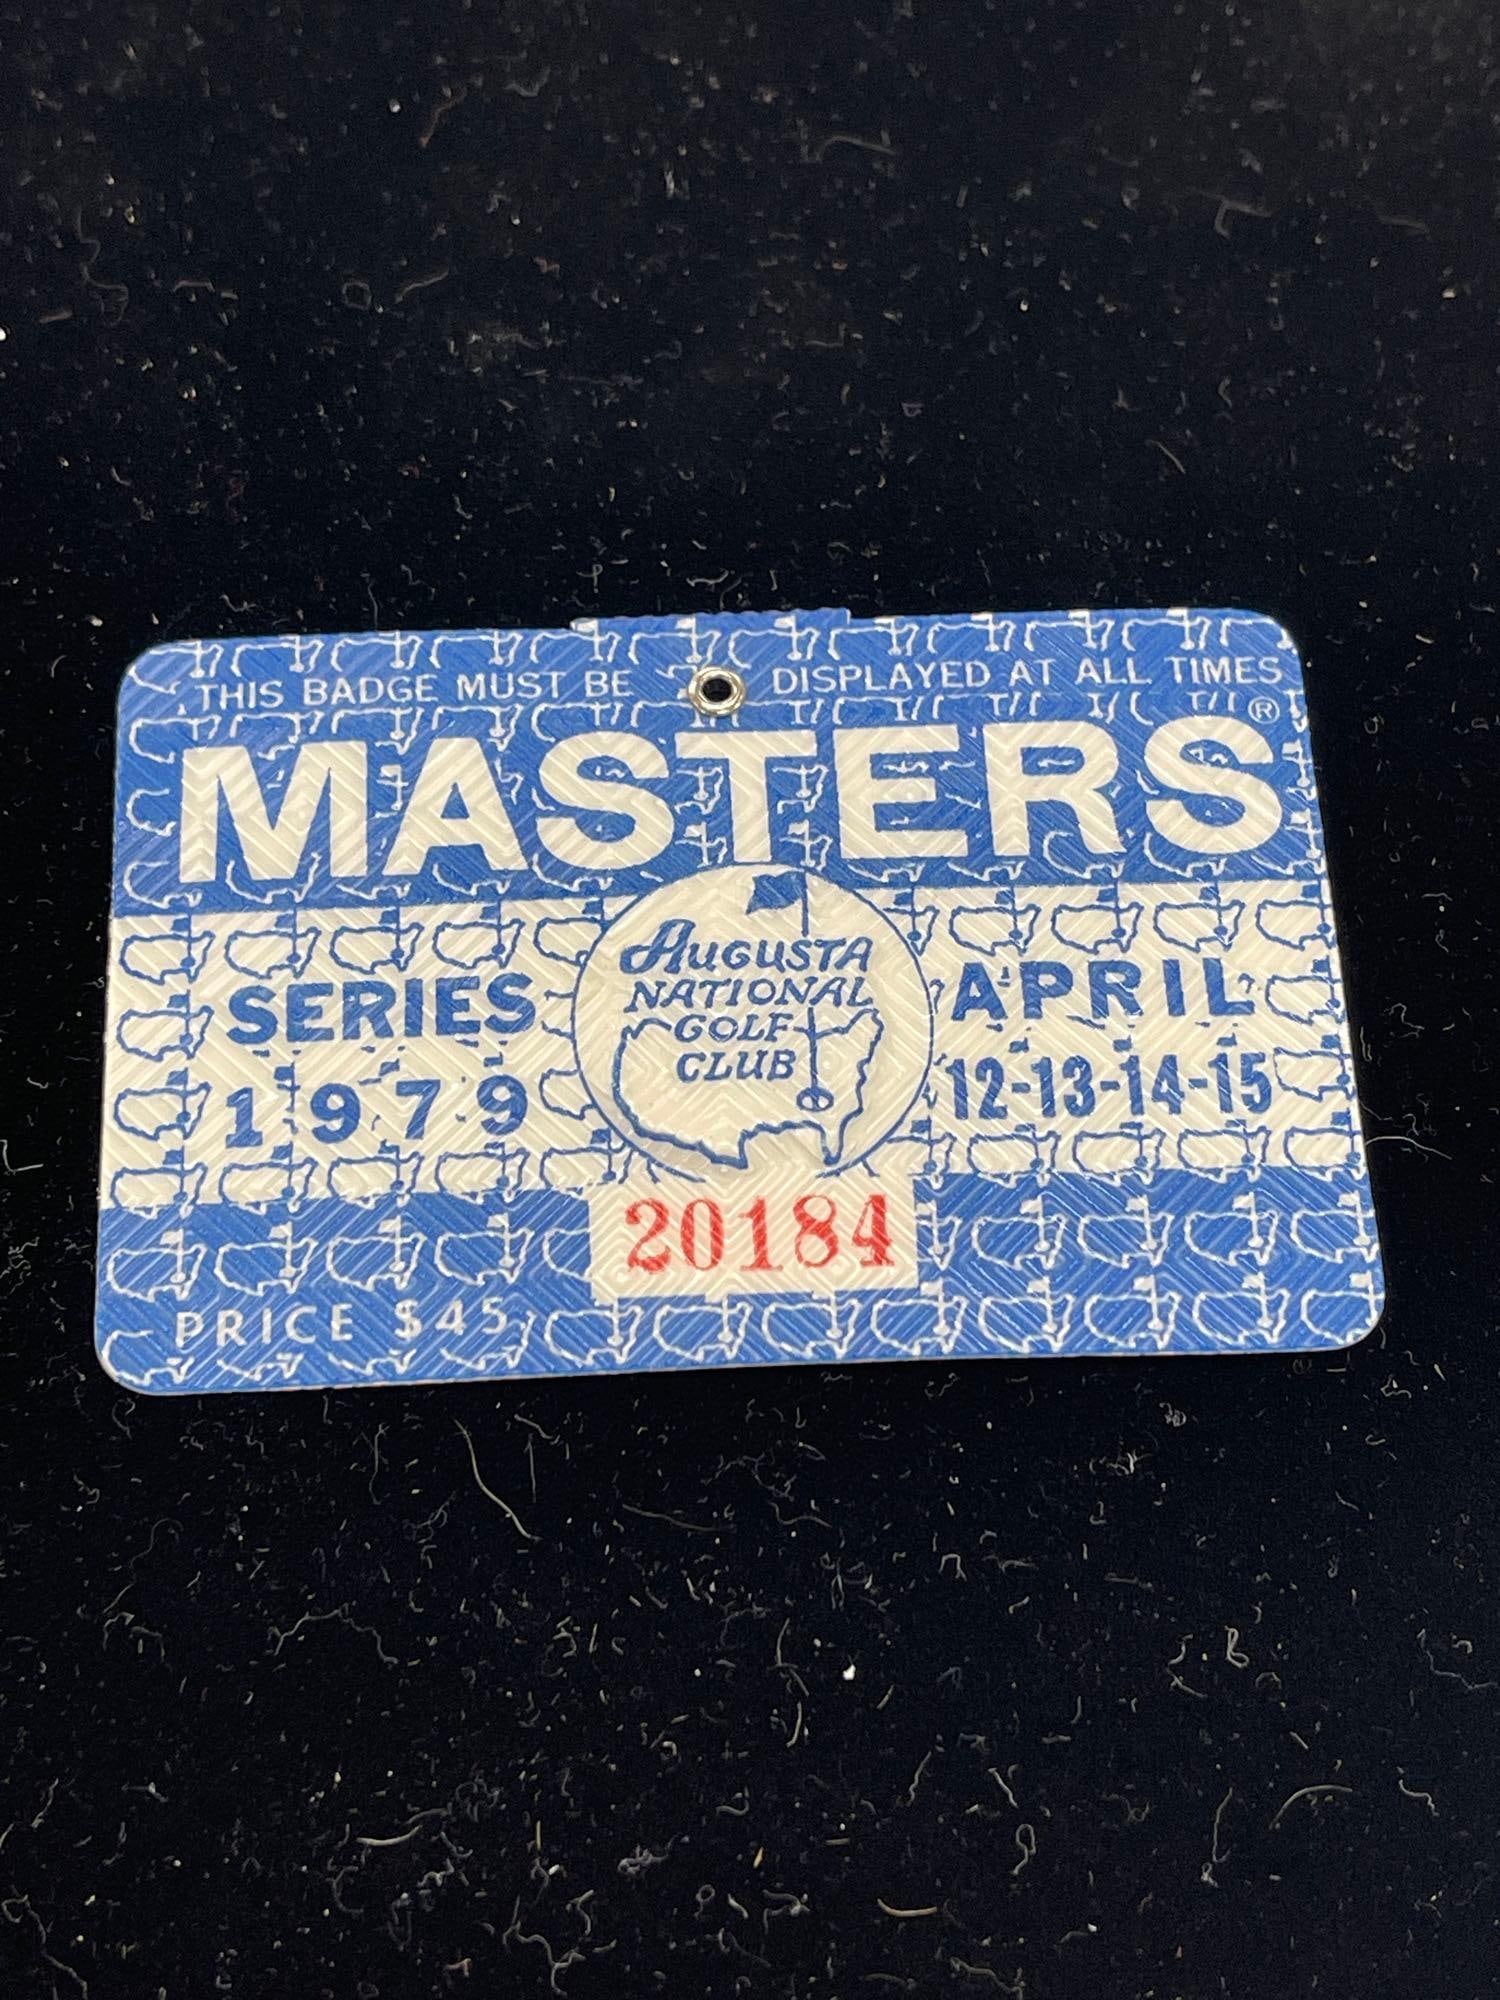 THIS BADGE MUST BE DISPLAYED AT ALL TIMES
MASTERS®
SERIES
1979
AUGUSTA
NATIONAL
GOLF
CLUB
APRIL
12-13-14-15
20184
PRICE $45